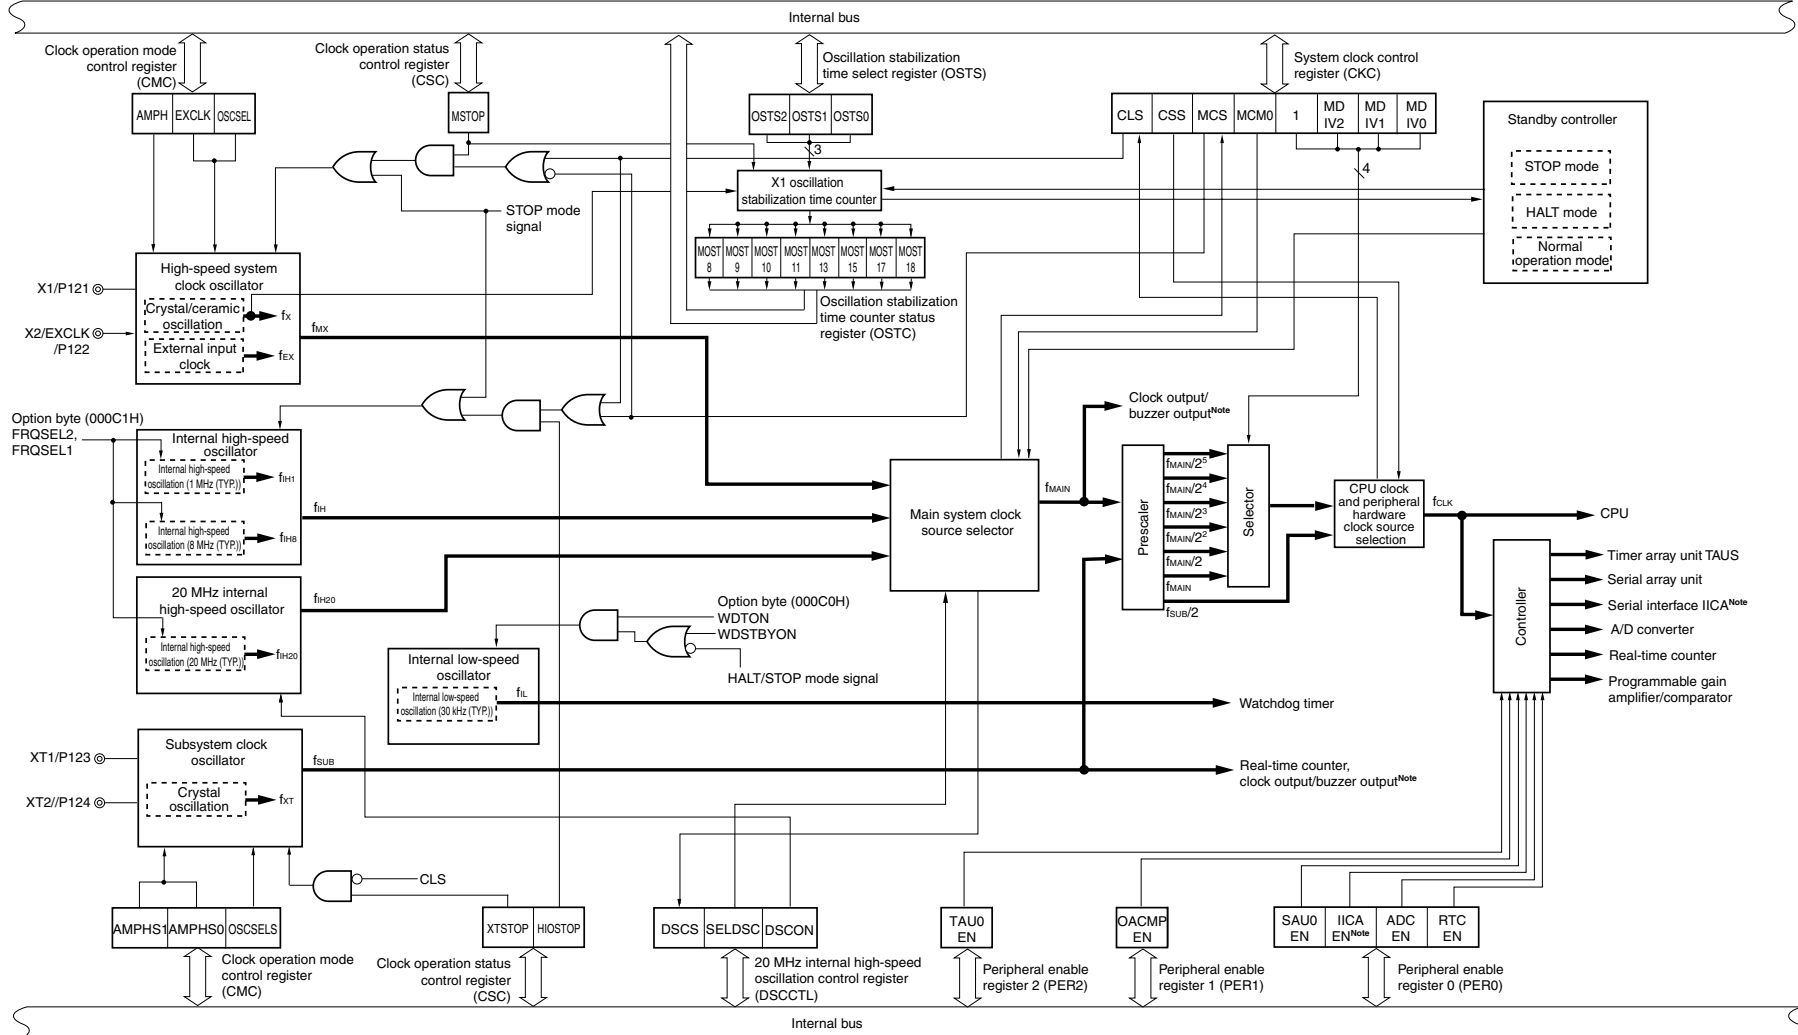 Internal bus
Clock operation mode
control register
(CMC)
Clock operation status
control register
(CSC)
Oscillation stabilization
time select register (OSTS)
System clock control
register (CKC)
AMPH
EXCLK
OSCSEL
MSTOP
OSTS2
OSTS1
OSTS0
CLS
CSS
MCS
MCM0
1
MD
IV2
MD
IV1
MD
IV0
Standby controller
STOP mode
HALT mode
Normal
operation mode
3
4
X1 oscillation
stabilization time counter
STOP mode
signal
MOST
8
MOST
9
MOST
10
MOST
11
MOST
13
MOST
15
MOST
17
MOST
18
Oscillation stabilization
time counter status
register (OSTC)
High-speed system
clock oscillator
X1/P121
Crystal/ceramic
oscillation
fX
X2/EXCLK
/P122
External input
clock
fEX
fMX
Option byte (000C1H)
FRQSEL2,
FRQSEL1
Internal high-speed
oscillator
Internal high-speed
oscillation (1 MHz (TYP.))
fIH1
Internal high-speed
oscillation (8 MHz (TYP.))
fIH8
fIH
20 MHz internal
high-speed oscillator
Internal high-speed
oscillation (20 MHz (TYP.))
fIH20
fIH20
Main system clock
source selector
fMAIN
Clock output/
buzzer outputNote
Prescaler
fMAIN/2⁵
fMAIN/2⁴
fMAIN/2³
fMAIN/2²
fMAIN/2
fMAIN
fSUB/2
Selector
CPU clock
and peripheral
hardware
clock source
selection
fCLK
CPU
Controller
Timer array unit TAUS
Serial array unit
Serial interface IICANote
A/D converter
Real-time counter
Programmable gain
amplifier/comparator
Option byte (000C0H)
WDTON
WDSTBYON
HALT/STOP mode signal
Internal low-speed
oscillator
Internal low-speed
oscillation (30 kHz (TYP.))
fIL
Watchdog timer
Subsystem clock
oscillator
XT1/P123
XT2//P124
Crystal
oscillation
fXT
fSUB
Real-time counter,
clock output/buzzer outputNote
CLS
AMPHS1
AMPHS0
OSCSELS
XTSTOP
HIOSTOP
DSCS
SELDSC
DSCON
TAU0
EN
OACMP
EN
SAU0
EN
IICA
ENNote
ADC
EN
RTC
EN
Clock operation mode
control register
(CMC)
Clock operation status
control register
(CSC)
20 MHz internal high-speed
oscillation control register
(DSCCTL)
Peripheral enable
register 2 (PER2)
Peripheral enable
register 1 (PER1)
Peripheral enable
register 0 (PER0)
Internal bus